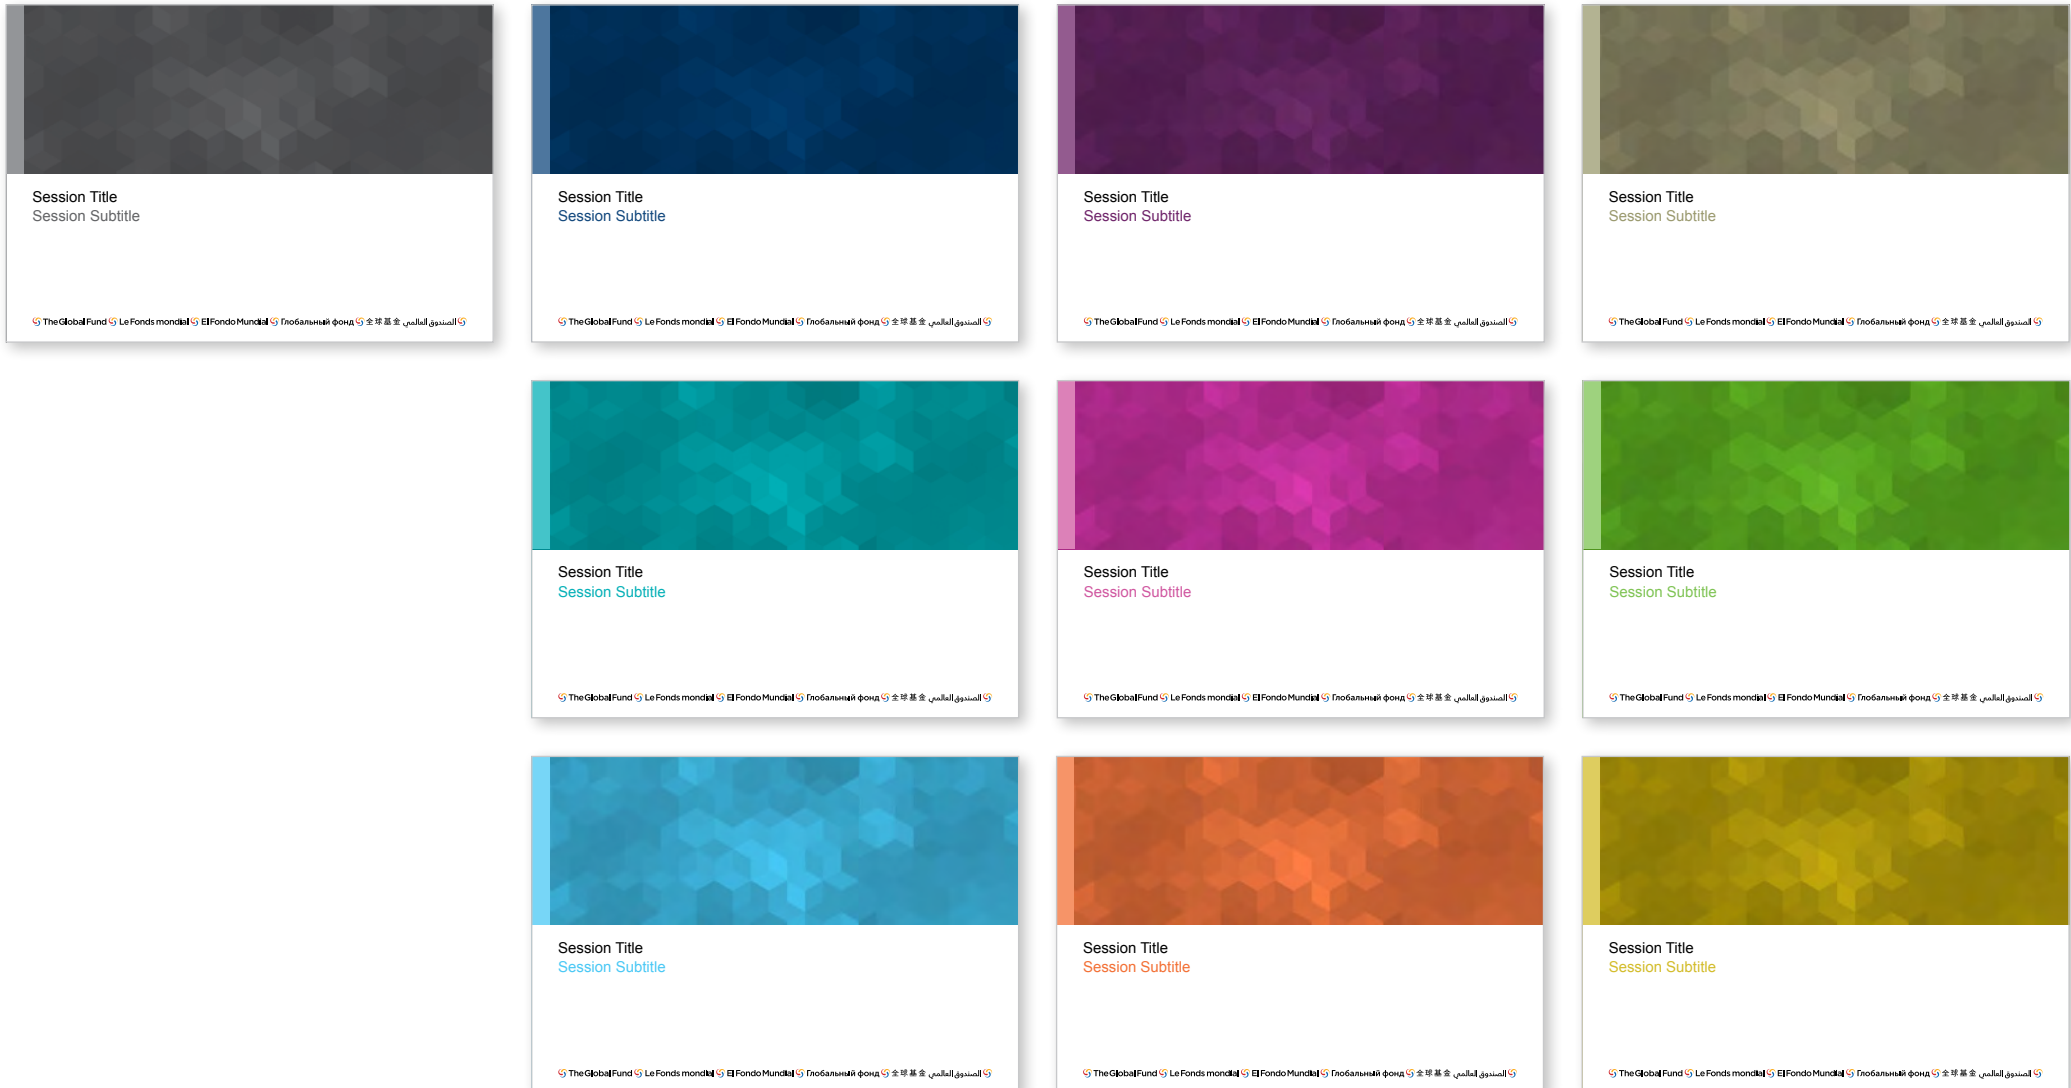 Session Title
Session Subtitle
The Global Fund Le Fonds mondial El Fondo Mundial Глобальный фонд 全球基金 الصندوق العالمي
Session Title
Session Subtitle
The Global Fund Le Fonds mondial El Fondo Mundial Глобальный фонд 全球基金 الصندوق العالمي
Session Title
Session Subtitle
The Global Fund Le Fonds mondial El Fondo Mundial Глобальный фонд 全球基金 الصندوق العالمي
Session Title
Session Subtitle
The Global Fund Le Fonds mondial El Fondo Mundial Глобальный фонд 全球基金 الصندوق العالمي
Session Title
Session Subtitle
The Global Fund Le Fonds mondial El Fondo Mundial Глобальный фонд 全球基金 الصندوق العالمي
Session Title
Session Subtitle
The Global Fund Le Fonds mondial El Fondo Mundial Глобальный фонд 全球基金 الصندوق العالمي
Session Title
Session Subtitle
The Global Fund Le Fonds mondial El Fondo Mundial Глобальный фонд 全球基金 الصندوق العالمي
Session Title
Session Subtitle
The Global Fund Le Fonds mondial El Fondo Mundial Глобальный фонд 全球基金 الصندوق العالمي
Session Title
Session Subtitle
The Global Fund Le Fonds mondial El Fondo Mundial Глобальный фонд 全球基金 الصندوق العالمي
Session Title
Session Subtitle
The Global Fund Le Fonds mondial El Fondo Mundial Глобальный фонд 全球基金 الصندوق العالمي